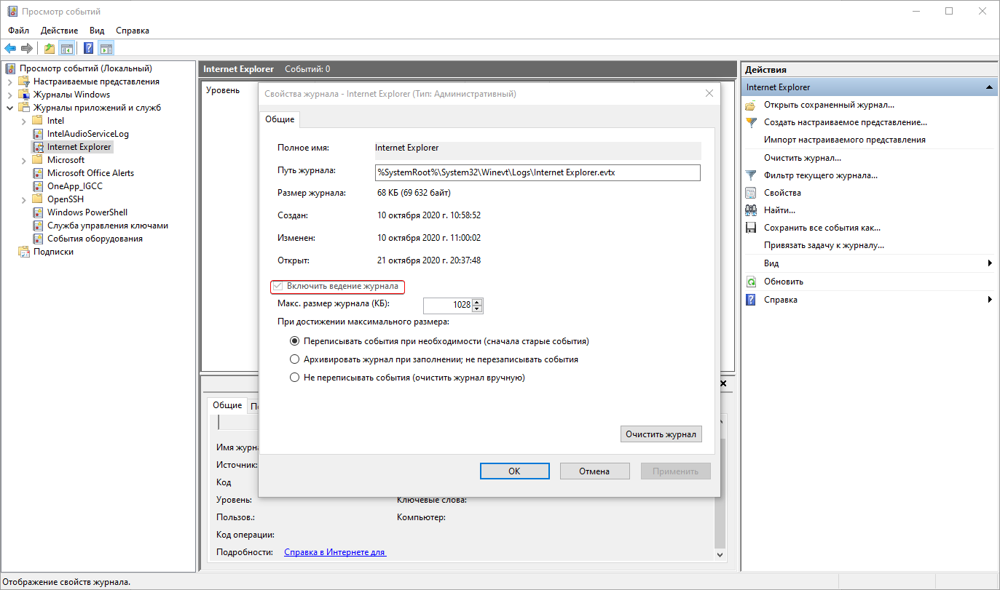 Просмотр событий
Файл Действие Вид Справка
Просмотр событий (Локальный)
Настраиваемые представления
Журналы Windows
Журналы приложений и служб
Intel
IntelAudioServiceLog
Internet Explorer
Microsoft
Microsoft Office Alerts
OneApp_IGCC
OpenSSH
Windows PowerShell
Служба управления ключами
События оборудования
Подписки
Internet Explorer Событий: 0
Уровень
Свойства журнала - Internet Explorer (Тип: Административный)
Общие
Полное имя: Internet Explorer
Путь журнала: %SystemRoot%\System32\Winevt\Logs\Internet Explorer.evtx
Размер журнала: 68 КБ (69 632 байт)
Создан: 10 октября 2020 г. 10:58:52
Изменен: 10 октября 2020 г. 11:00:02
Открыт: 21 октября 2020 г. 20:37:48
Включить ведение журнала
Макс. размер журнала (КБ): 1028
При достижении максимального размера:
Переписывать события при необходимости (сначала старые события)
Архивировать журнал при заполнении; не перезаписывать события
Не переписывать события (очистить журнал вручную)
Очистить журнал
ОК Отмена Применить
Общие
Имя
Источник:
Код
Уровень: Ключевые слова:
Пользов.: Компьютер:
Код операции:
Подробности: Справка в Интернете для
Действия
Internet Explorer
Открыть сохраненный журнал...
Создать настраиваемое представление...
Импорт настраиваемого представления
Очистить журнал...
Фильтр текущего журнала...
Свойства
Найти...
Сохранить все события как...
Привязать задачу к журналу...
Вид
Обновить
Справка
Отображение свойств журнала.